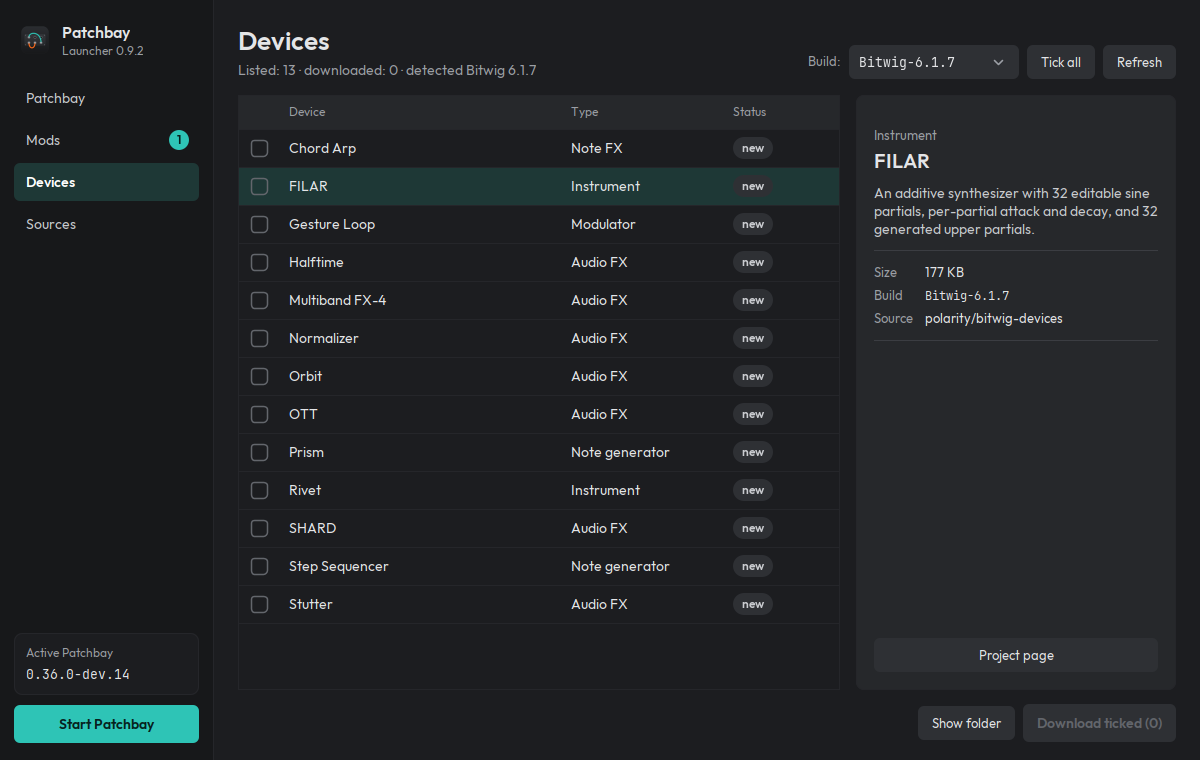 Patchbay
Launcher 0.9.2
Patchbay
Mods 1
Devices
Sources
Active Patchbay
0.36.0-dev.14
Start Patchbay
Devices
Listed: 13 · downloaded: 0 · detected Bitwig 6.1.7
Build: Bitwig-6.1.7 Tick all Refresh
Device Type Status
Chord Arp Note FX new
FILAR Instrument new
Gesture Loop Modulator new
Halftime Audio FX new
Multiband FX-4 Audio FX new
Normalizer Audio FX new
Orbit Audio FX new
OTT Audio FX new
Prism Note generator new
Rivet Instrument new
SHARD Audio FX new
Step Sequencer Note generator new
Stutter Audio FX new
Instrument
FILAR
An additive synthesizer with 32 editable sine
partials, per-partial attack and decay, and 32
generated upper partials.
Size 177 KB
Build Bitwig-6.1.7
Source polarity/bitwig-devices
Project page
Show folder Download ticked (0)